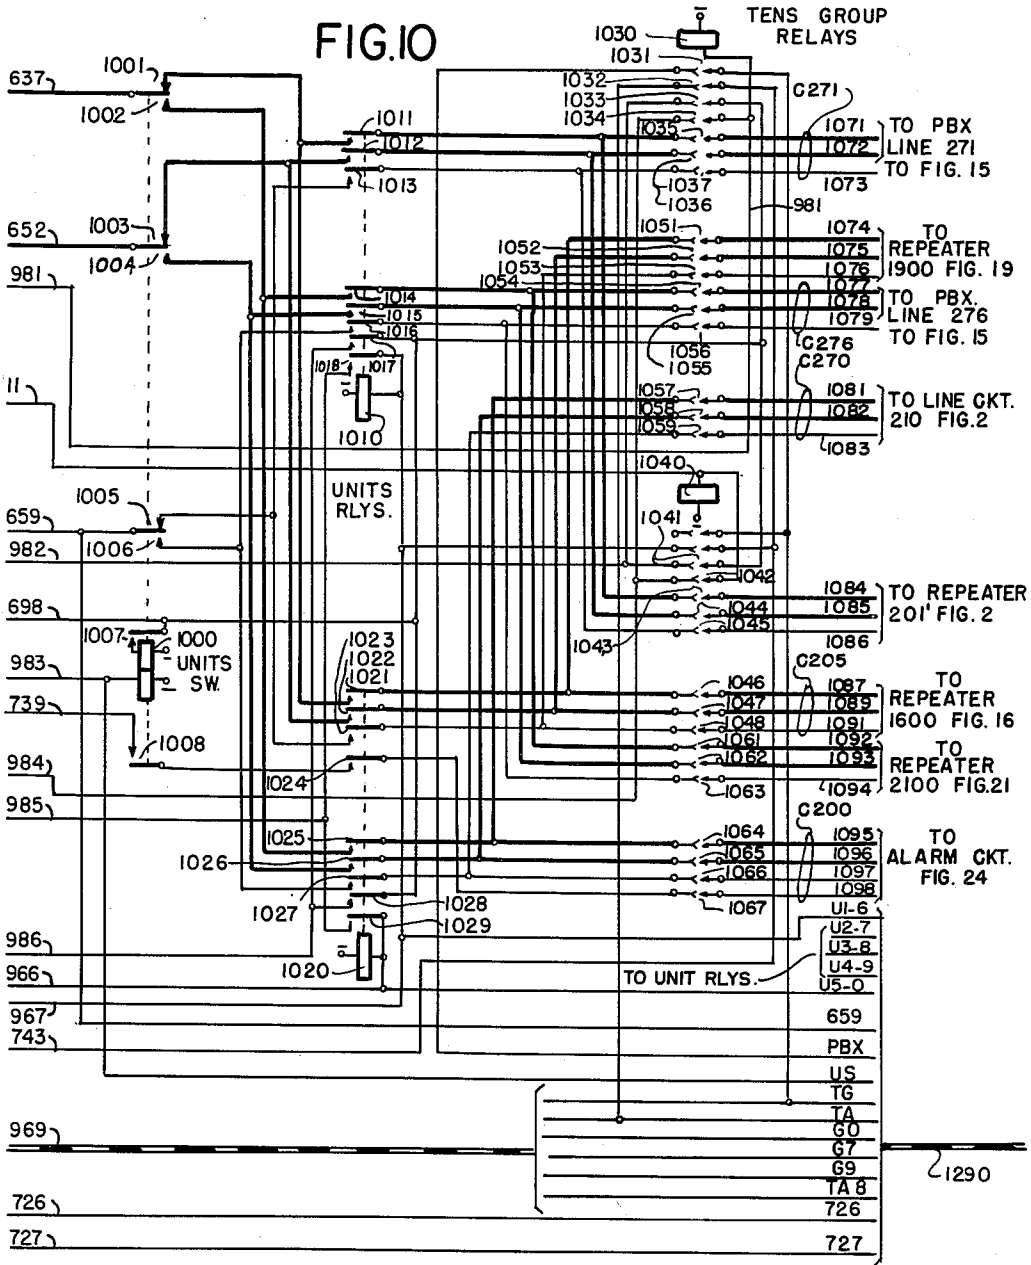 FIG.10
TENS GROUP
RELAYS
1030
1031
1032
1033
1034
1035
1037
1036
981
637
1001
1002
1011
1012
1013
C271
1071
1072
1073
TO PBX
LINE 271
TO FIG. 15
652
1003
1004
981
1051
1052
1053
1054
1074
1075
1076
TO
REPEATER
1900 FIG. 19
1077
1078
1079
TO PBX.
LINE 276
TO FIG. 15
C276
C270
1014
1015
1016
1017
1018
1010
1056
1055
11
1057
1058
1059
1081
1082
1083
TO LINE CKT.
210 FIG. 2
UNITS
RLYS.
1040
1041
1042
1043
1044
1045
659
1005
1006
982
1084
1085
1086
TO REPEATER
201' FIG. 2
698
1007
1000
UNITS
SW.
983
739
1008
1023
1022
1021
1024
C205
1046
1047
1048
1061
1062
1063
1087
1089
1091
TO
REPEATER
1600 FIG. 16
1092
1093
1094
TO
REPEATER
2100 FIG.21
984
985
C200
1025
1026
1027
1028
1029
1020
1064
1065
1066
1067
1095
1096
1097
1098
TO
ALARM CKT.
FIG. 24
U1-6
U2-7
U3-8
U4-9
U5-0
TO UNIT RLYS.
986
966
967
743
659
PBX
US
TG
TA
G0
G7
G9
TA 8
726
727
969
1290
726
727